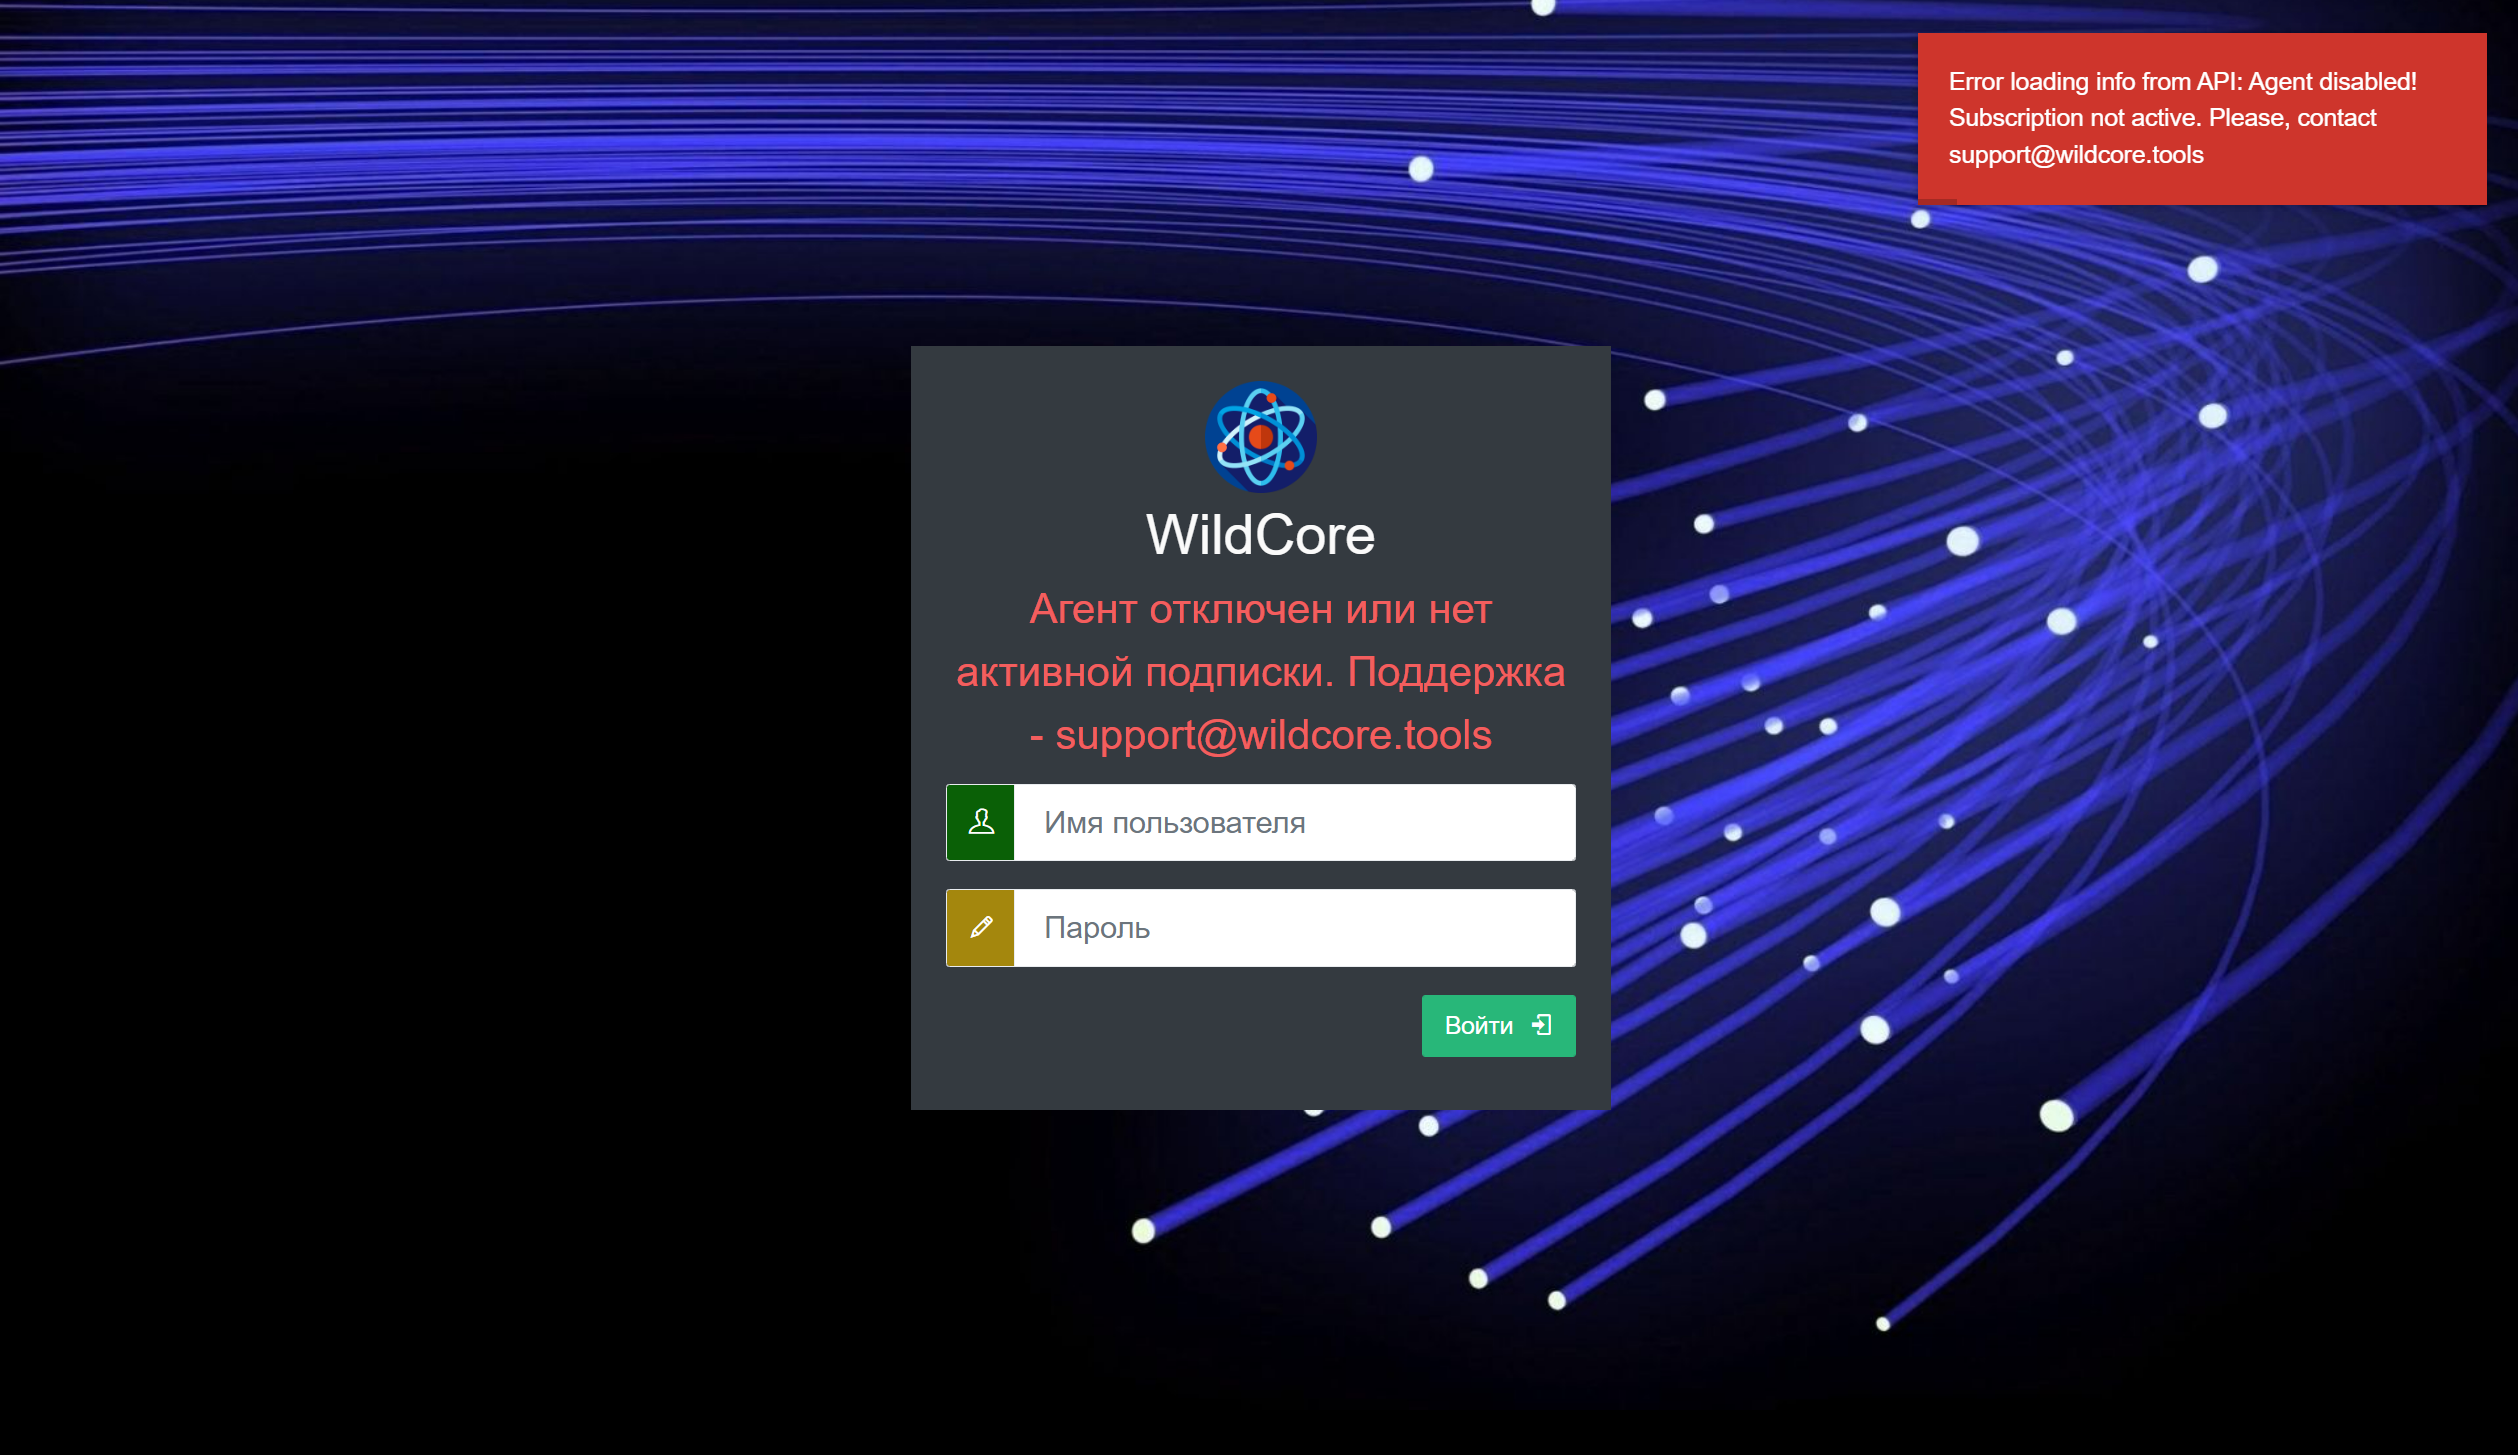 Error loading info from API: Agent disabled!
Subscription not active. Please, contact
support@wildcore.tools
WildCore
Агент отключен или нет
активной подписки. Поддержка
- support@wildcore.tools
Имя пользователя
Пароль
Войти